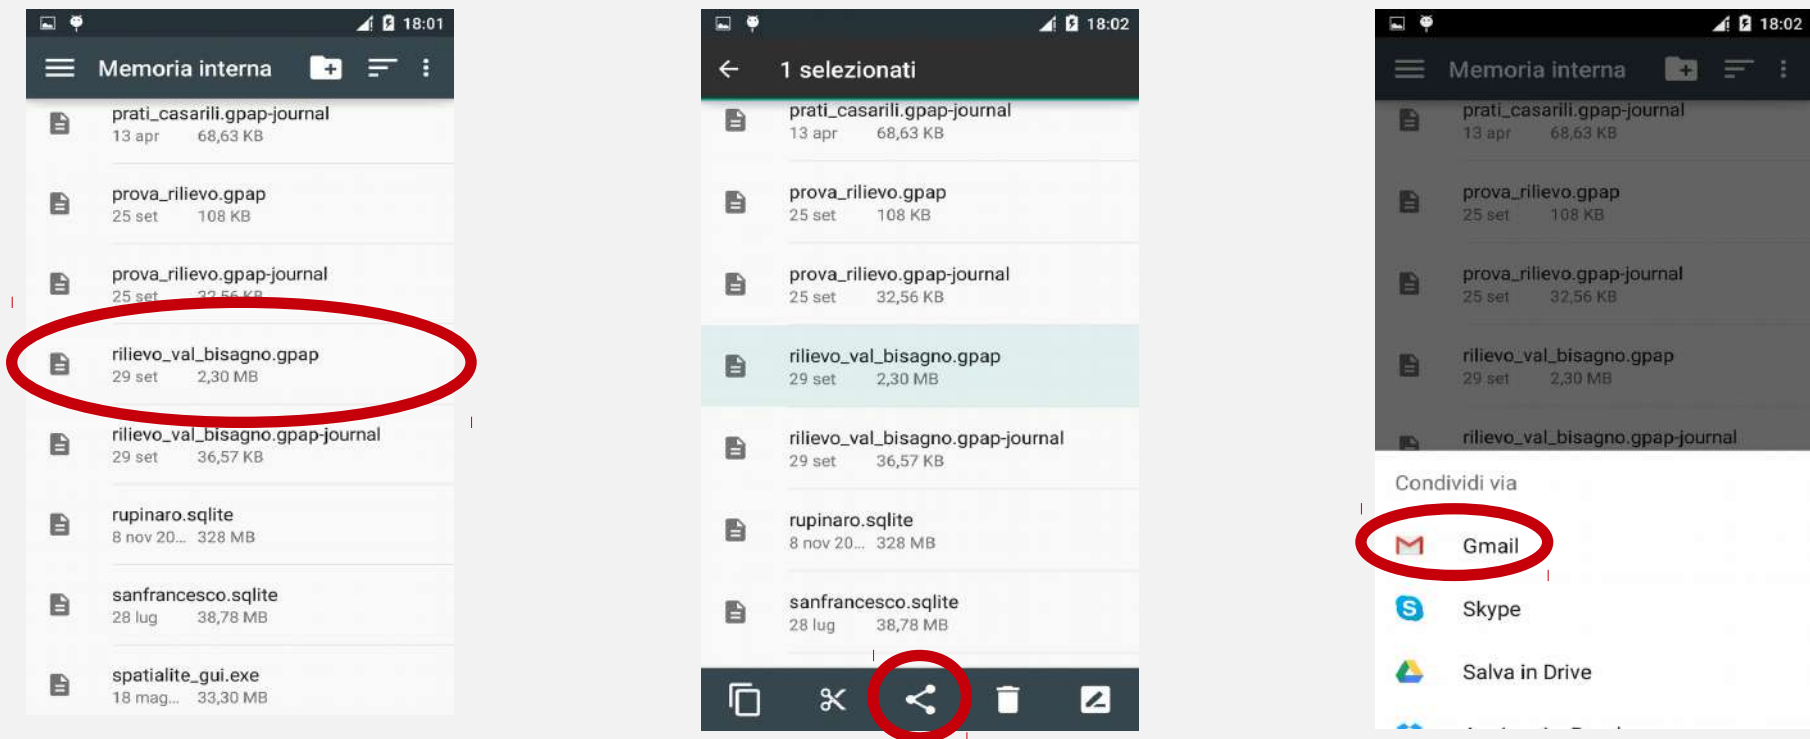 18:01
Memoria interna
prati_casarili.gpap-journal
13 apr 68,63 KB
prova_rilievo.gpap
25 set 108 KB
prova_rilievo.gpap-journal
25 set 32,56 KB
rilievo_val_bisagno.gpap
29 set 2,30 MB
rilievo_val_bisagno.gpap-journal
29 set 36,57 KB
rupinaro.sqlite
8 nov 20... 328 MB
sanfrancesco.sqlite
28 lug 38,78 MB
spatialite_gui.exe
18 mag... 33,30 MB
18:02
1 selezionati
prati_casarili.gpap-journal
13 apr 68,63 KB
prova_rilievo.gpap
25 set 108 KB
prova_rilievo.gpap-journal
25 set 32,56 KB
rilievo_val_bisagno.gpap
29 set 2,30 MB
rilievo_val_bisagno.gpap-journal
29 set 36,57 KB
rupinaro.sqlite
8 nov 20... 328 MB
sanfrancesco.sqlite
28 lug 38,78 MB
18:02
Memoria interna
prati_casarili.gpap-journal
13 apr 68,63 KB
prova_rilievo.gpap
25 set 108 KB
prova_rilievo.gpap-journal
25 set 32,56 KB
rilievo_val_bisagno.gpap
29 set 2,30 MB
rilievo_val_bisagno.gpap-journal
Condividi via
Gmail
Skype
Salva in Drive